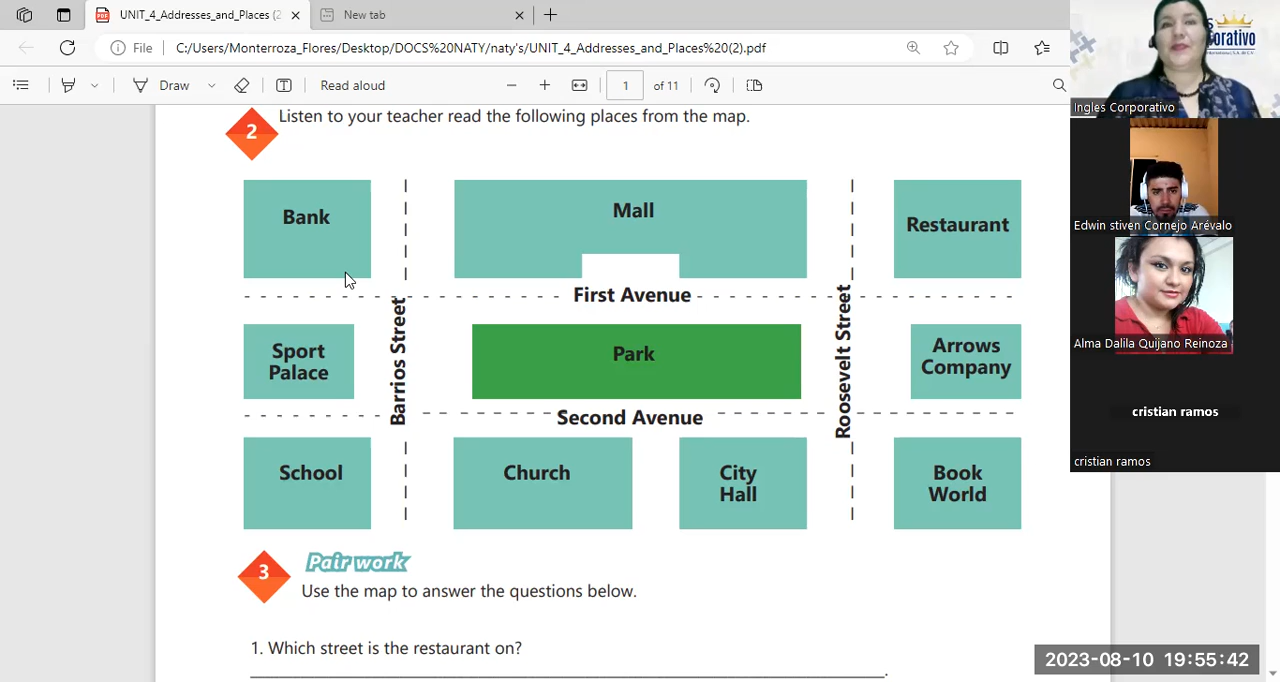 UNIT_4_Addresses_and_Places (2
New tab
File
C:/Users/Monterroza_Flores/Desktop/DOCS%20NATY/naty's/UNIT_4_Addresses_and_Places%20(2).pdf
Draw
Read aloud
1
of 11
2
Listen to your teacher read the following places from the map.
Bank
Mall
Restaurant
First Avenue
Barrios Street
Roosevelt Street
Sport
Palace
Park
Arrows
Company
Second Avenue
School
Church
City
Hall
Book
World
3
Pair work
Use the map to answer the questions below.
1. Which street is the restaurant on?
Ingles Corporativo
Edwin stiven Cornejo Arévalo
Alma Dalila Quijano Reinoza
cristian ramos
cristian ramos
2023-08-10 19:55:42